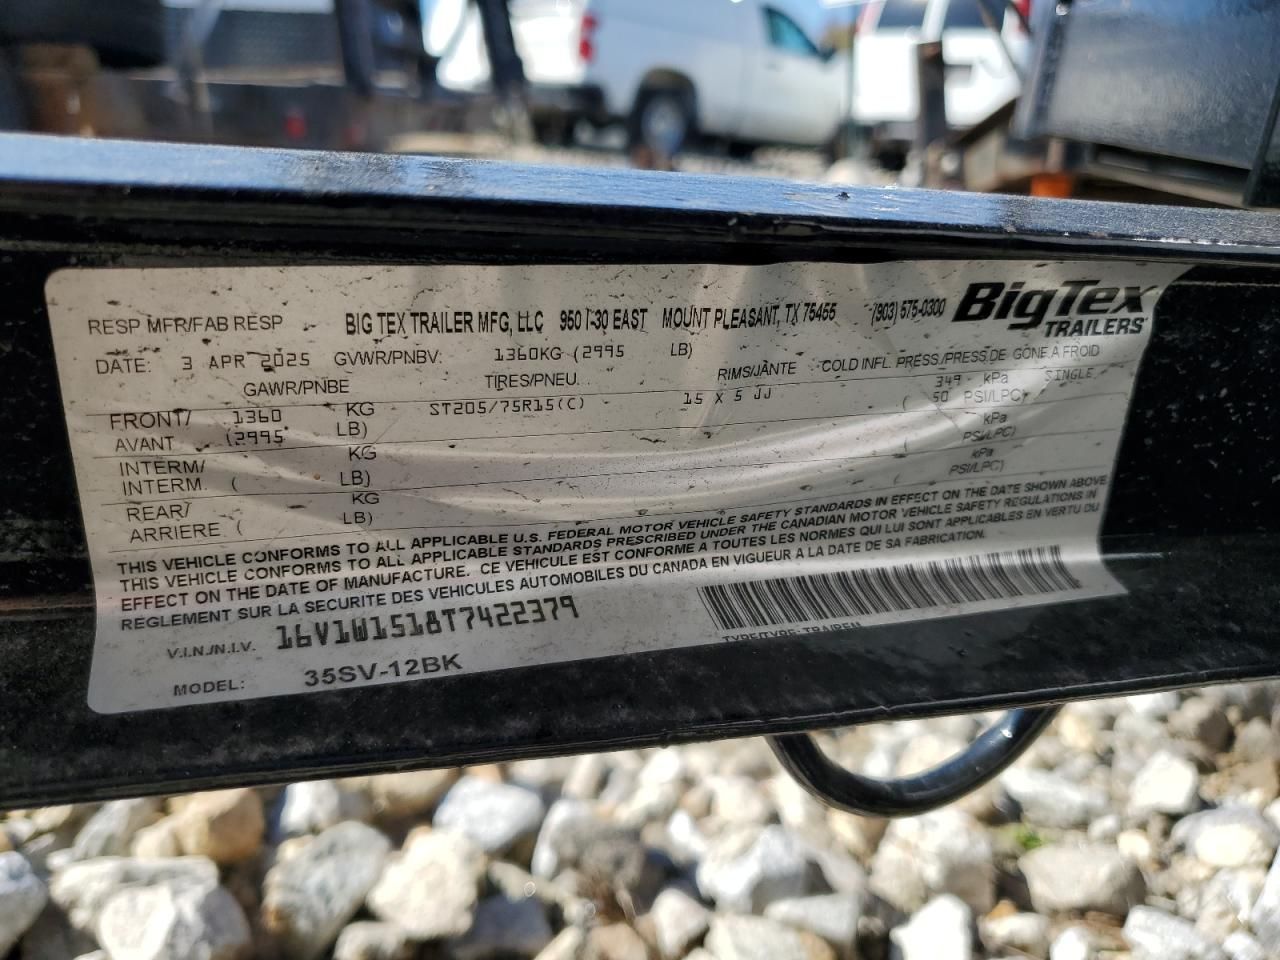 RESP MFR/FAB RESP BIG TEX TRAILER MFG, LLC 950 I-30 EAST MOUNT PLEASANT, TX 75455 (903) 575-0300 BigTex TRAILERS
DATE: 3 APR 2025 GVWR/PNBV: 1360KG (2995 LB)
GAWR/PNBE TIRES/PNEU. RIMS/JANTE COLD INFL. PRESS./PRESS.DE GONE.A FROID
FRONT/ 1360 KG ST205/75R15(C) 15 X 5 JJ 349 kPa SINGLE
AVANT (2995 LB) ( 50 PSI/LPC)
INTERM/ KG kPa
INTERM. ( LB) PSI/LPC)
REAR/ KG kPa
ARRIERE ( LB) PSI/LPC)
THIS VEHICLE CONFORMS TO ALL APPLICABLE U.S. FEDERAL MOTOR VEHICLE SAFETY STANDARDS IN EFFECT ON THE DATE SHOWN ABOVE.
THIS VEHICLE CONFORMS TO ALL APPLICABLE STANDARDS PRESCRIBED UNDER THE CANADIAN MOTOR VEHICLE SAFETY REGULATIONS IN
EFFECT ON THE DATE OF MANUFACTURE. CE VEHICULE EST CONFORME A TOUTES LES NORMES QUI LUI SONT APPLICABLES EN VERTU DU
REGLEMENT SUR LA SECURITE DES VEHICULES AUTOMOBILES DU CANADA EN VIGUEUR A LA DATE DE SA FABRICATION.
V.I.N./N.I.V. 16V1W1518T7422379
MODEL: 35SV-12BK